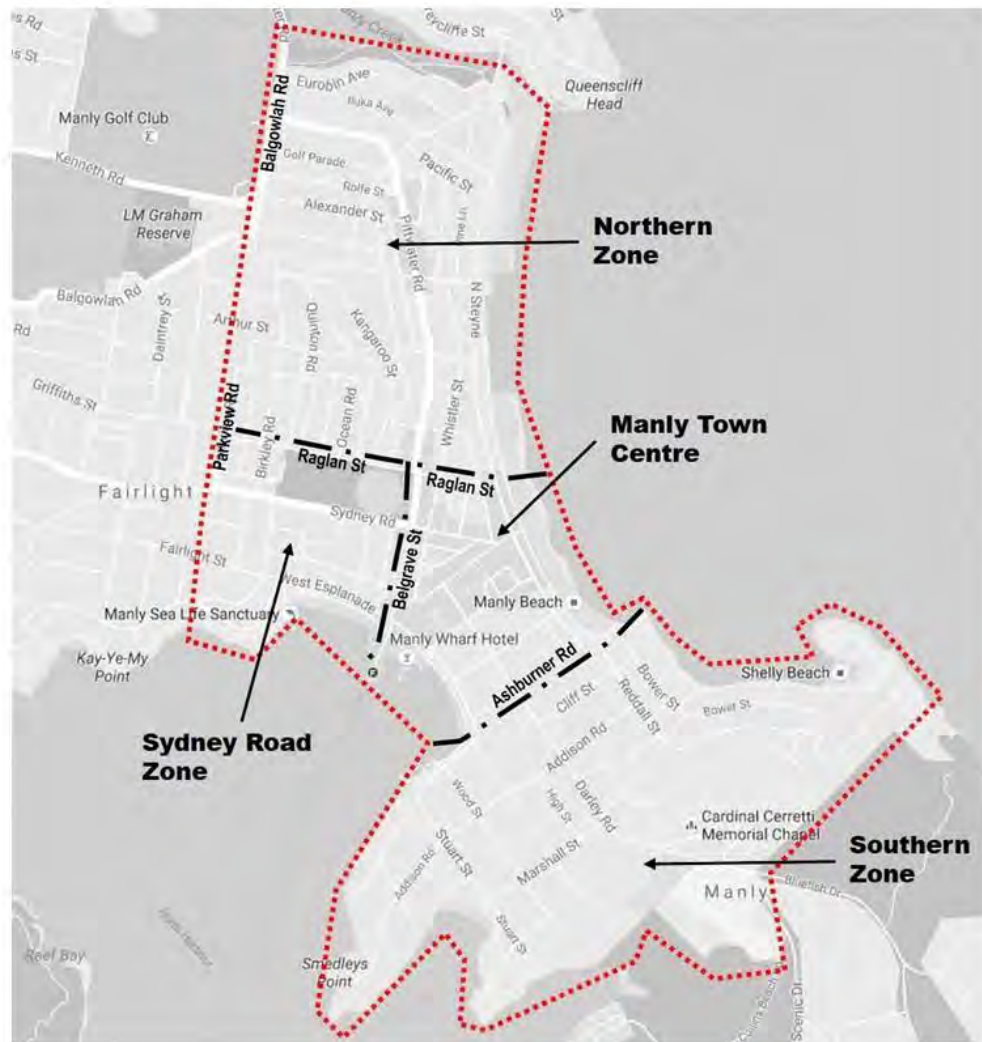 Greycliffe St
Eurobin Ave
Iluka Ave
Queenscliff
Head
Manly Golf Club
Balgowlah Rd
Kenneth Rd
Golf Parade
Pacific St
Rolfe St
Alexander St
LM Graham
Reserve
Pittwater Rd
Northern
Zone
Balgowlah Rd
N Steyne
Daintrey St
Rd
Arthur St
Quinton Rd
Kangaroo St
Griffiths St
Parkview Rd
Birkley Rd
Ocean Rd
Whistler St
Manly Town
Centre
Raglan St
Raglan St
Fairlight
Sydney Rd
Belgrave St
Fairlight St
West Esplanade
Manly Sea Life Sanctuary
Manly Beach
Manly Wharf Hotel
Kay-Ye-My
Point
Ashburner Rd
Shelly Beach
Cliff St
Bower St
Reddall St
Bower St
Sydney Road
Zone
Addison Rd
Wood St
High St
Darley Rd
Cardinal Cerretti
Memorial Chapel
Stuart St
Addison Rd
Marshall St
Southern
Zone
Manly
Bluefish Dr
Stuart St
Reef Bay
Smedleys
Point
Scenic Dr